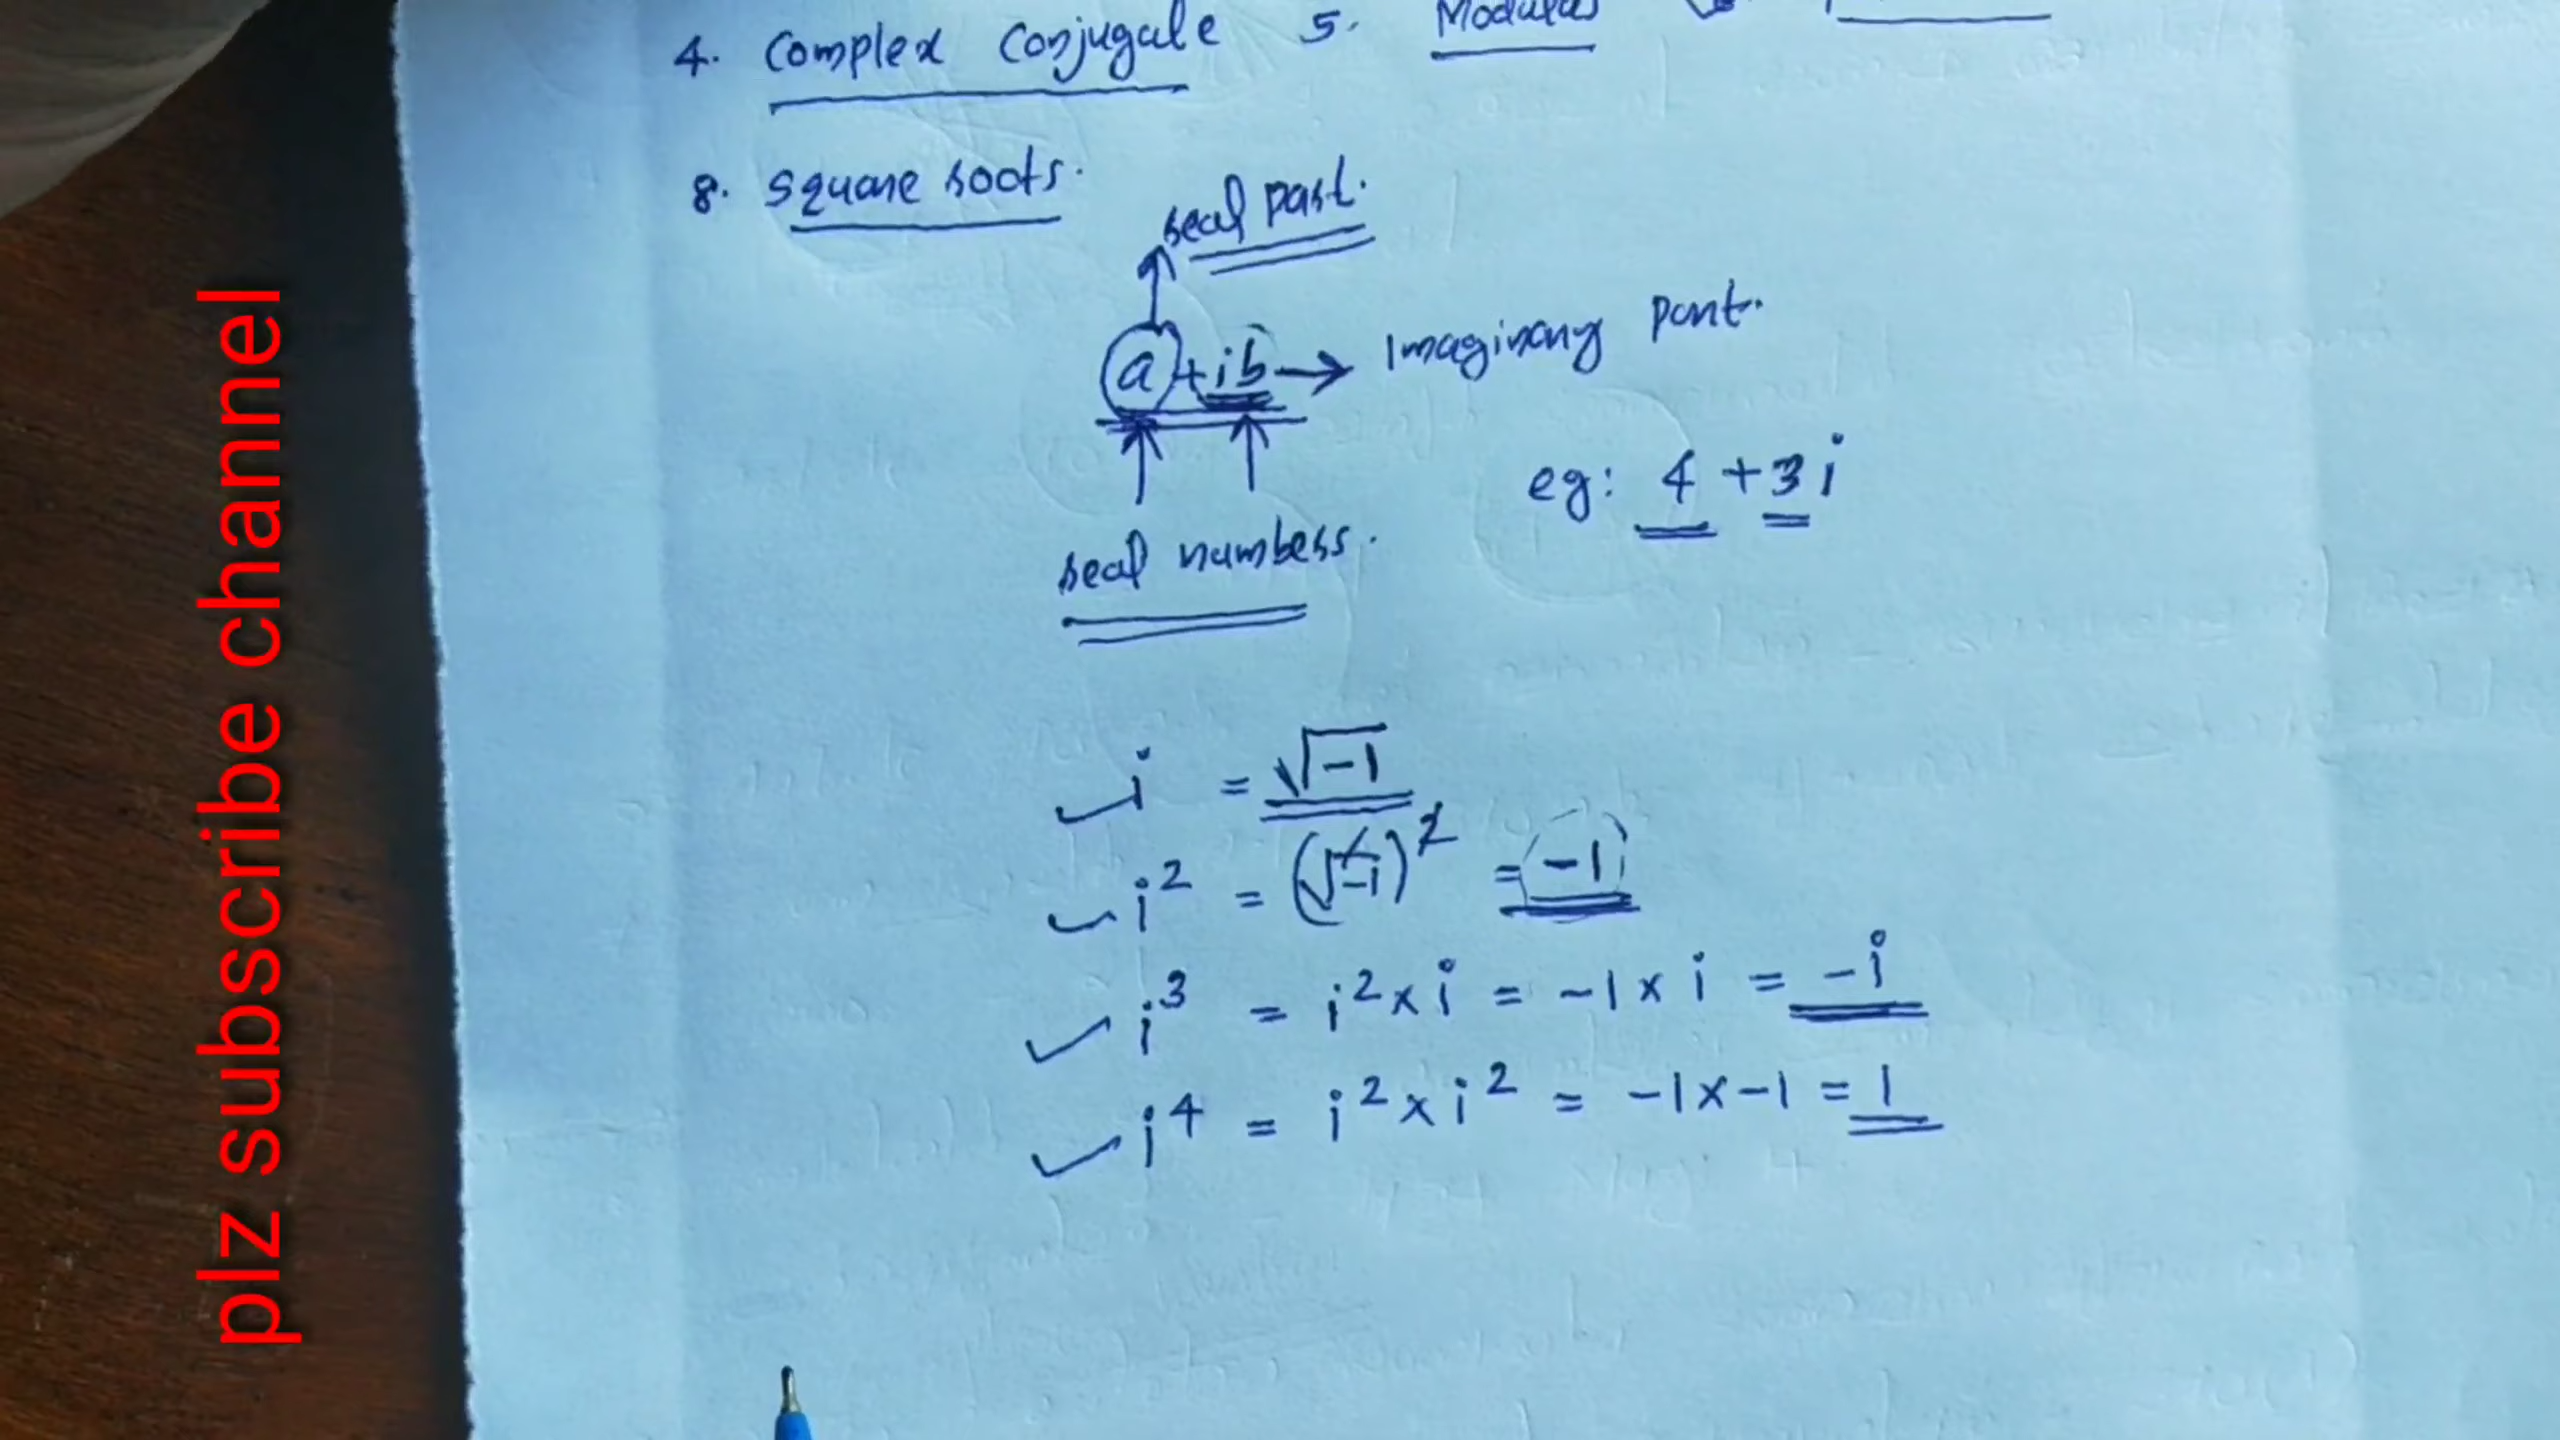 4. Complex Conjugate 5. Modulus
8. Square roots.
real part.
a + ib → Imaginary part.
eg: 4 + 3i
real numbers.
i = √-1
i² = (√-1)² = -1
i³ = i² x i = -1 x i = -i
i⁴ = i² x i² = -1 x -1 = 1
plz subscribe channel